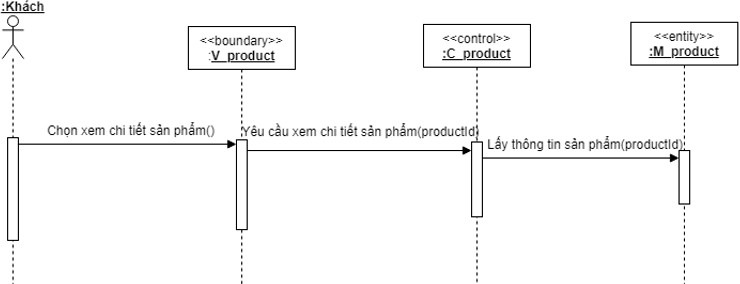 :Khách
<<boundary>>
:V_product
<<control>>
:C_product
<<entity>>
:M_product
Chọn xem chi tiết sản phẩm()
Yêu cầu xem chi tiết sản phẩm(productId)
Lấy thông tin sản phẩm(productId)